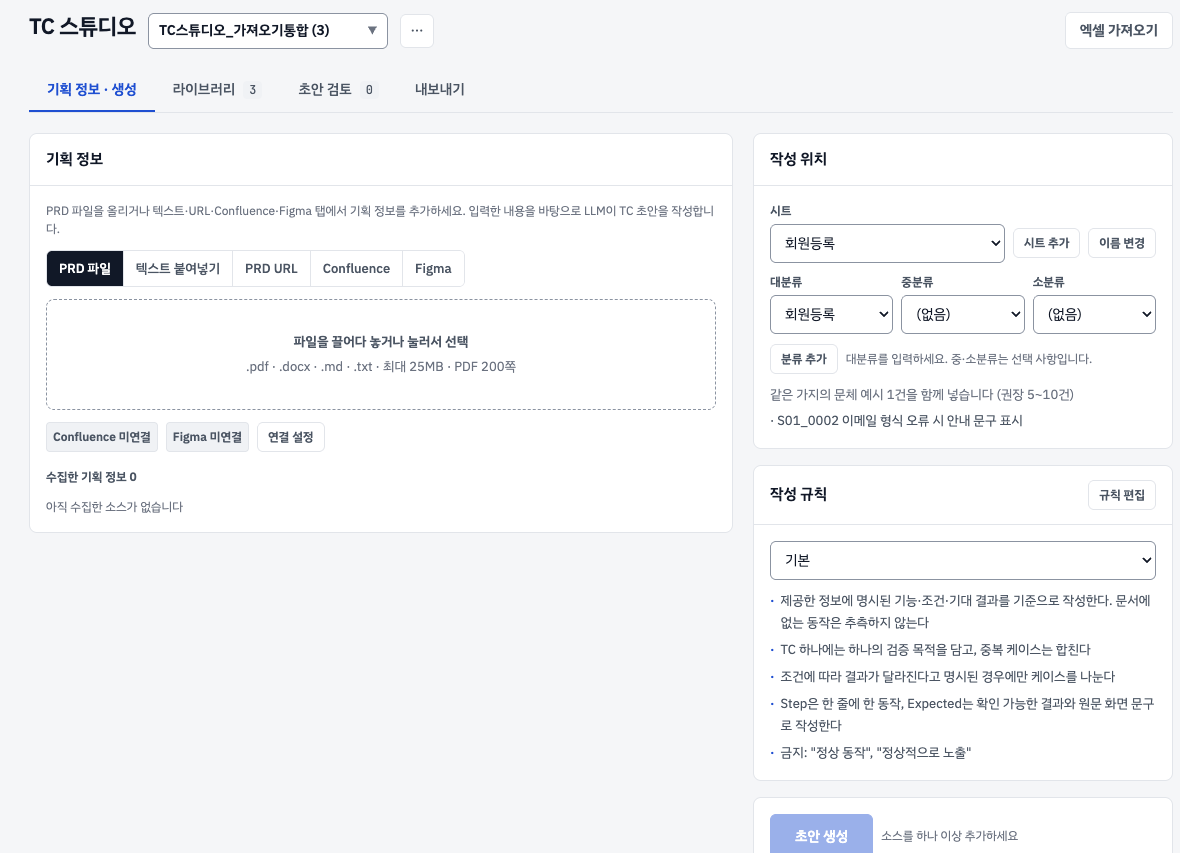 TC 스튜디오
TC스튜디오_가져오기통합 (3)
▼
...
엑셀 가져오기
기획 정보 · 생성
라이브러리 3
초안 검토 0
내보내기
기획 정보
PRD 파일을 올리거나 텍스트·URL·Confluence·Figma 탭에서 기획 정보를 추가하세요. 입력한 내용을 바탕으로 LLM이 TC 초안을 작성합니
다.
PRD 파일
텍스트 붙여넣기
PRD URL
Confluence
Figma
파일을 끌어다 놓거나 눌러서 선택
.pdf · .docx · .md · .txt · 최대 25MB · PDF 200쪽
Confluence 미연결
Figma 미연결
연결 설정
수집한 기획 정보 0
아직 수집한 소스가 없습니다
작성 위치
시트
회원등록
시트 추가
이름 변경
대분류
중분류
소분류
회원등록
(없음)
(없음)
분류 추가
대분류를 입력하세요. 중·소분류는 선택 사항입니다.
같은 가지의 문체 예시 1건을 함께 넣습니다 (권장 5~10건)
· S01_0002 이메일 형식 오류 시 안내 문구 표시
작성 규칙
규칙 편집
기본
· 제공한 정보에 명시된 기능·조건·기대 결과를 기준으로 작성한다. 문서에
없는 동작은 추측하지 않는다
· TC 하나에는 하나의 검증 목적을 담고, 중복 케이스는 합친다
· 조건에 따라 결과가 달라진다고 명시된 경우에만 케이스를 나눈다
· Step은 한 줄에 한 동작, Expected는 확인 가능한 결과와 원문 화면 문구
로 작성한다
· 금지: "정상 동작", "정상적으로 노출"
초안 생성
소스를 하나 이상 추가하세요